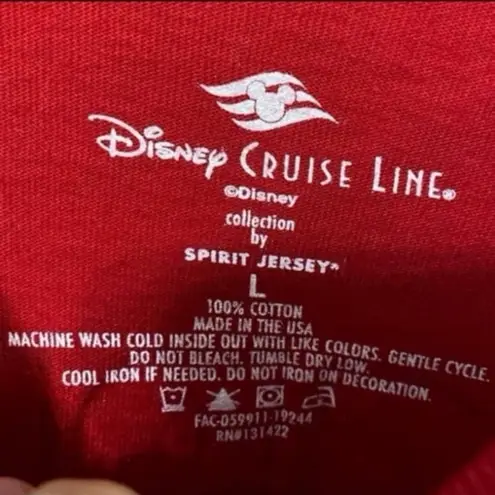 Disney CRUISE LINE®
©Disney
collection
by
SPIRIT JERSEY®
L
100% COTTON
MADE IN THE USA
MACHINE WASH COLD INSIDE OUT WITH LIKE COLORS. GENTLE CYCLE.
DO NOT BLEACH. TUMBLE DRY LOW.
COOL IRON IF NEEDED. DO NOT IRON ON DECORATION.
FAC-059911-19244
RN#131422